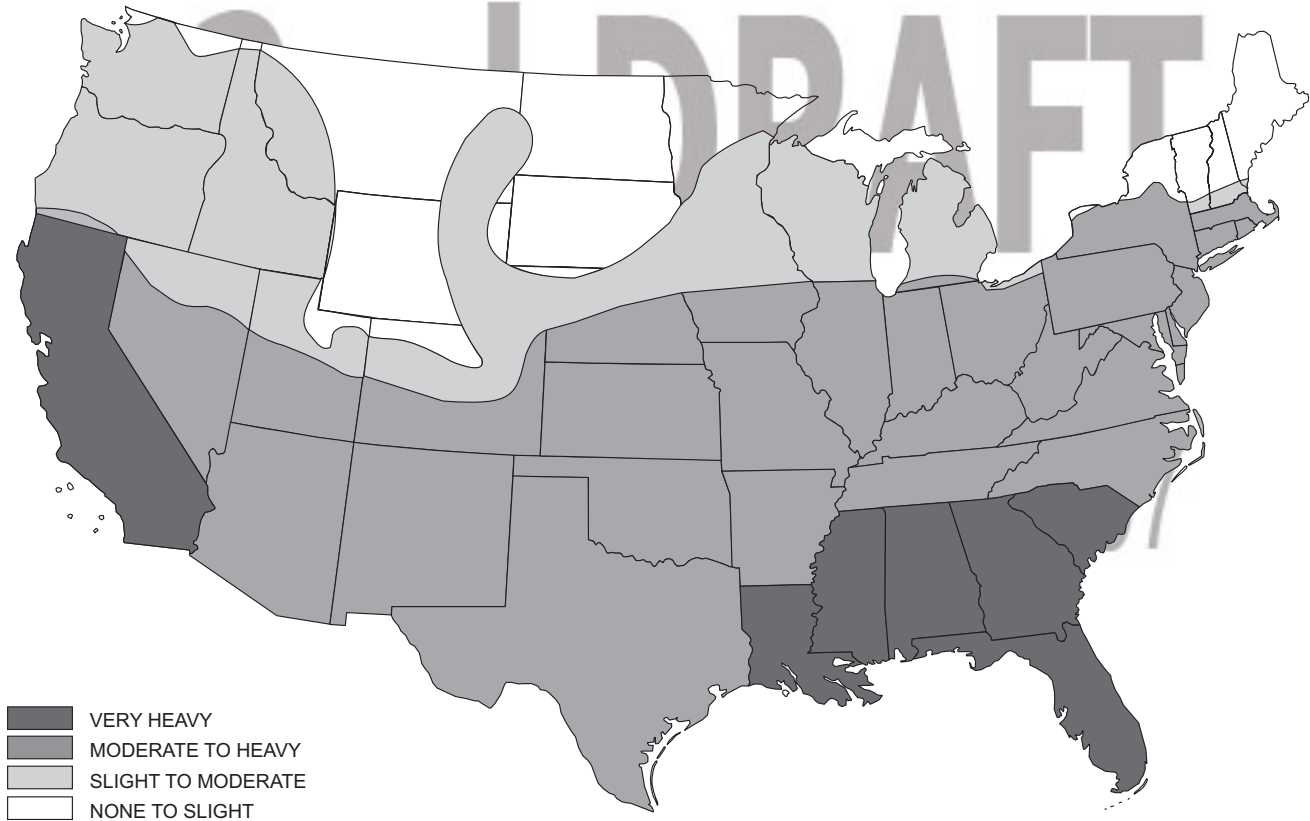 DRAFT
VERY HEAVY
MODERATE TO HEAVY
SLIGHT TO MODERATE
NONE TO SLIGHT